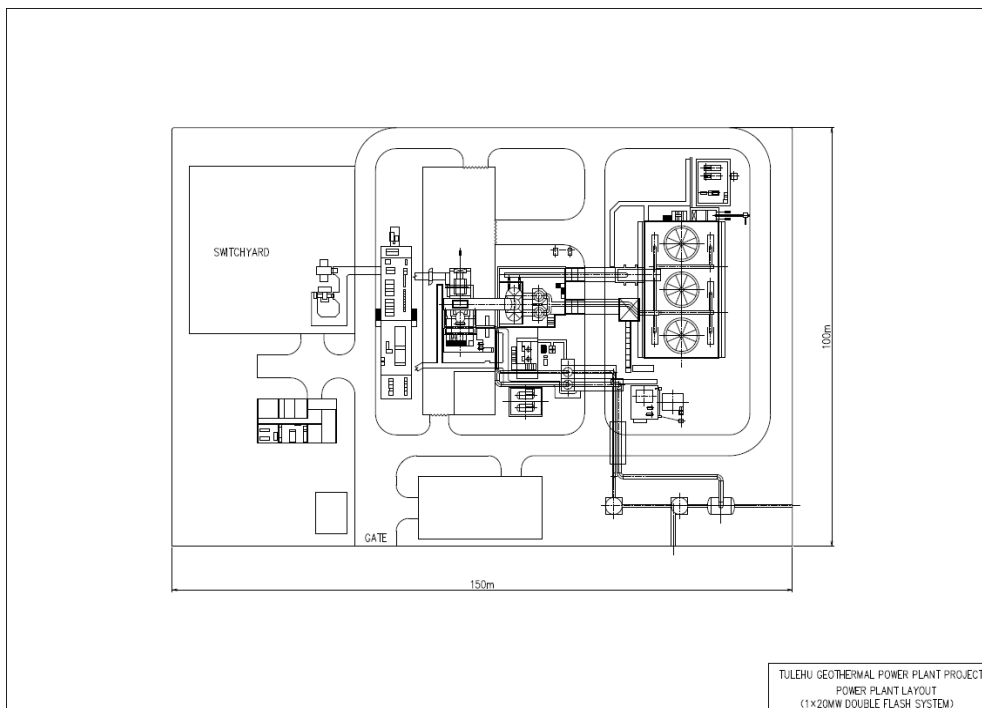 SWITCHYARD
100m
GATE
150m
TULEHU GEOTHERMAL POWER PLANT PROJECT
POWER PLANT LAYOUT
(1×20MW DOUBLE FLASH SYSTEM)